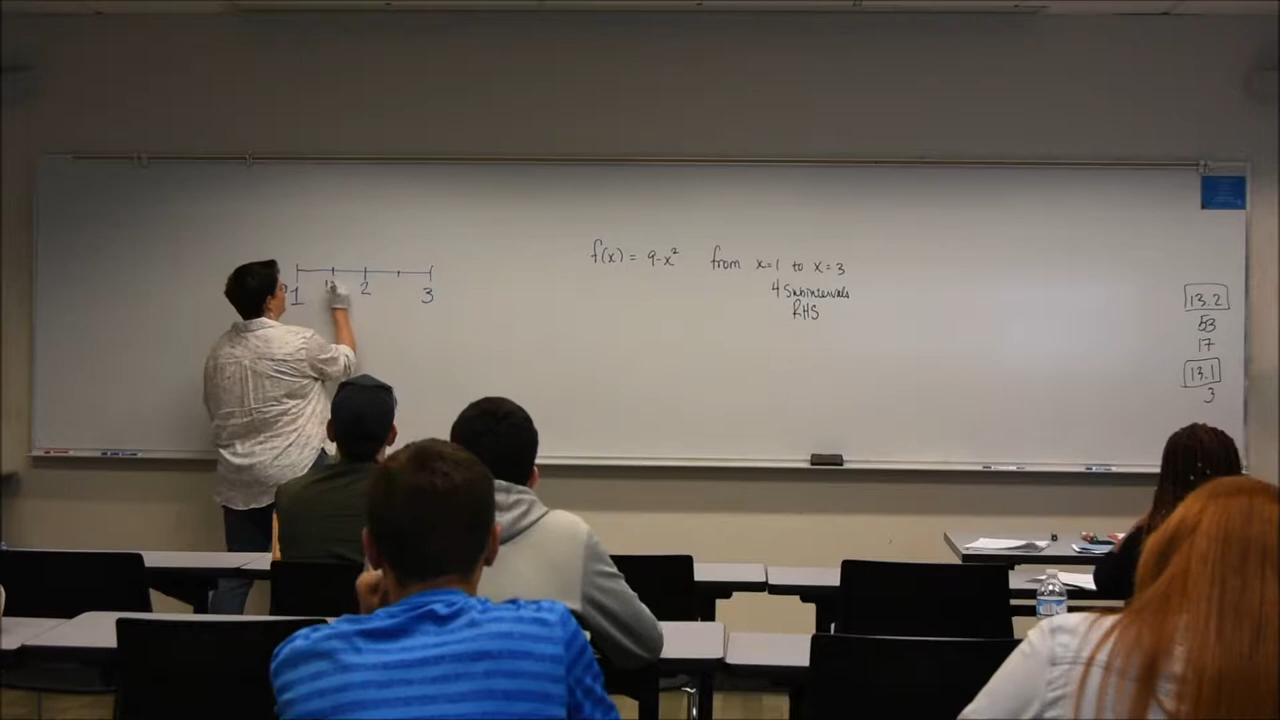 1 2 3
f(x) = 9-x² from x=1 to x=3
4 Subintervals
RHS
13.2
53
17
13.1
3